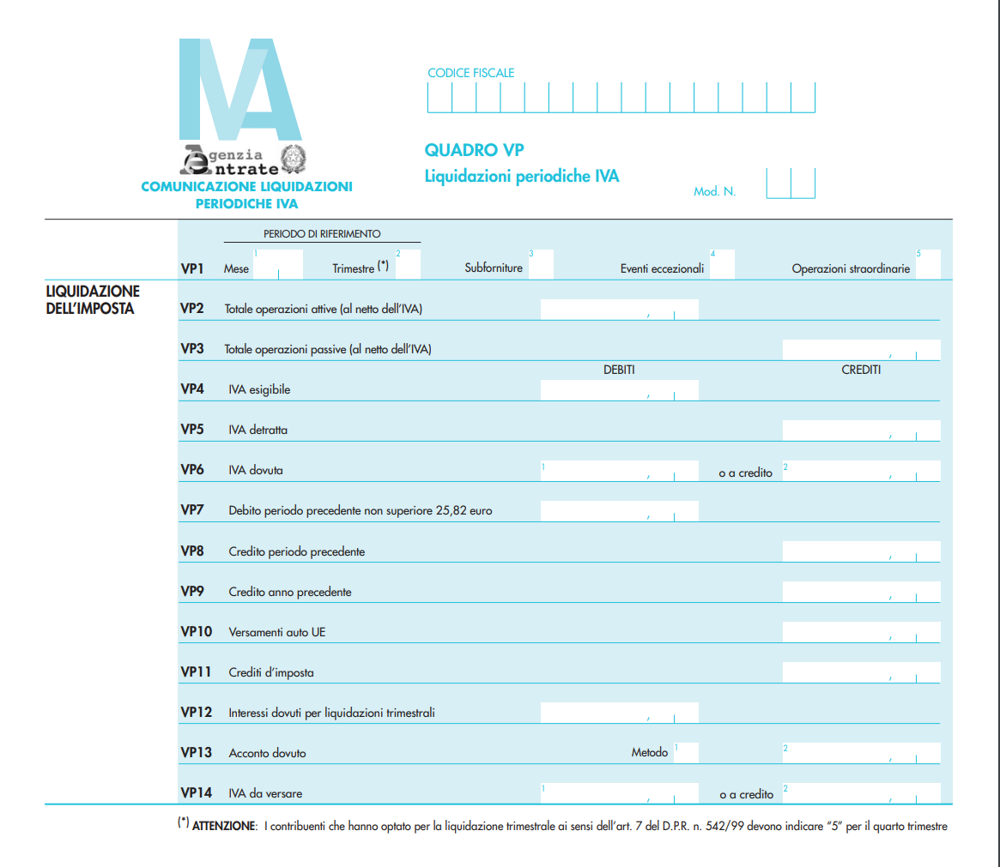 IVA
CODICE FISCALE
Agenzia
Entrate
QUADRO VP
COMUNICAZIONE LIQUIDAZIONI
PERIODICHE IVA
Liquidazioni periodiche IVA
Mod. N.
PERIODO DI RIFERIMENTO
VP1 Mese 1 , Trimestre (*) 2 Subforniture 3 Eventi eccezionali 4 Operazioni straordinarie 5
LIQUIDAZIONE
DELL'IMPOSTA
VP2 Totale operazioni attive (al netto dell'IVA) ,
VP3 Totale operazioni passive (al netto dell'IVA) ,
DEBITI CREDITI
VP4 IVA esigibile ,
VP5 IVA detratta ,
VP6 IVA dovuta 1 , o a credito 2 ,
VP7 Debito periodo precedente non superiore 25,82 euro ,
VP8 Credito periodo precedente ,
VP9 Credito anno precedente ,
VP10 Versamenti auto UE ,
VP11 Crediti d'imposta ,
VP12 Interessi dovuti per liquidazioni trimestrali ,
VP13 Acconto dovuto Metodo 1 2 ,
VP14 IVA da versare 1 , o a credito 2 ,
(*) ATTENZIONE: I contribuenti che hanno optato per la liquidazione trimestrale ai sensi dell'art. 7 del D.P.R. n. 542/99 devono indicare "5" per il quarto trimestre